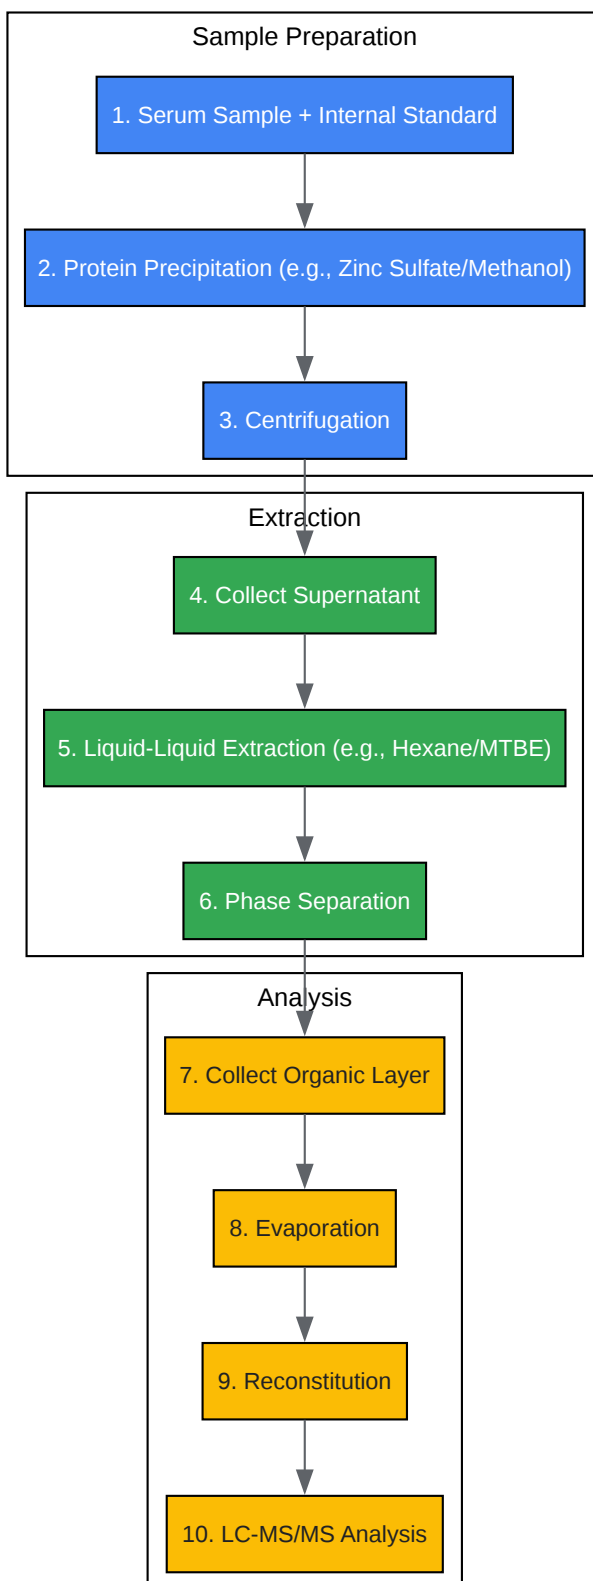 Sample Preparation
1. Serum Sample + Internal Standard
2. Protein Precipitation (e.g., Zinc Sulfate/Methanol)
3. Centrifugation
Extraction
4. Collect Supernatant
5. Liquid-Liquid Extraction (e.g., Hexane/MTBE)
6. Phase Separation
Analysis
7. Collect Organic Layer
8. Evaporation
9. Reconstitution
10. LC-MS/MS Analysis